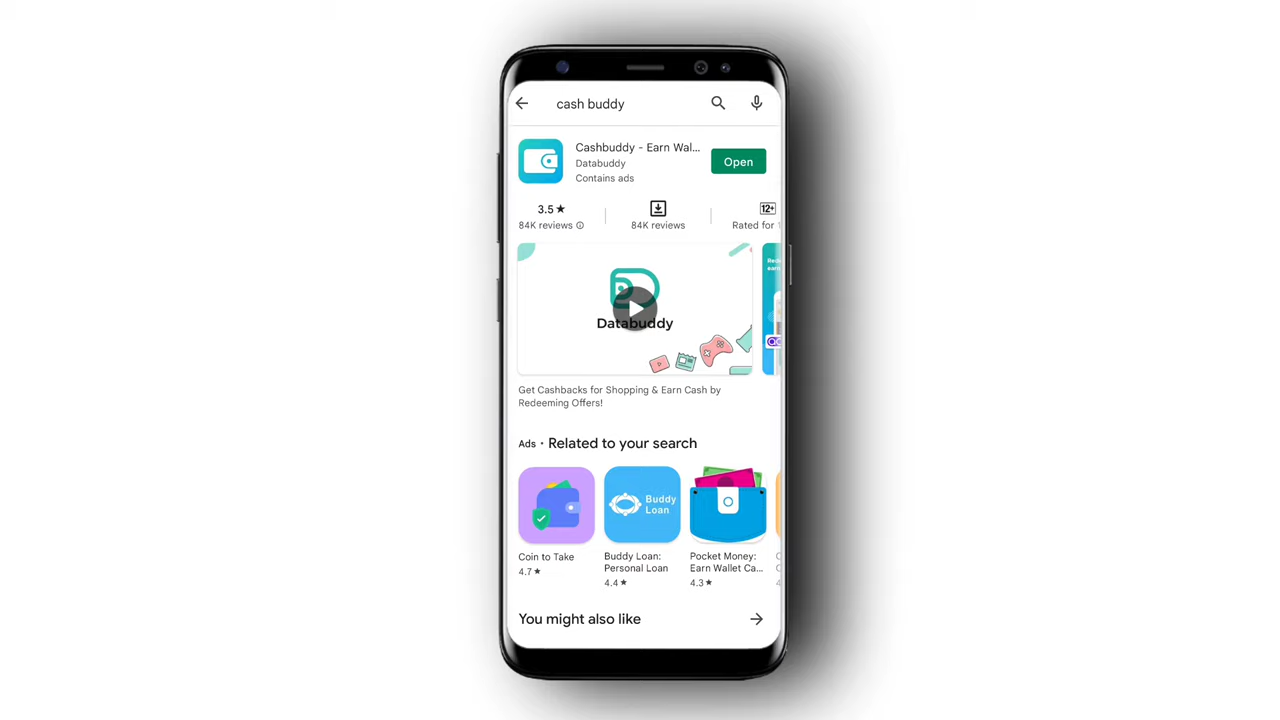 cash buddy
Cashbuddy - Earn Wal...
Databuddy
Contains ads
Open
3.5★
84K reviews
84K reviews
12+
Rated for 1
Databuddy
Get Cashbacks for Shopping & Earn Cash by
Redeeming Offers!
Ads · Related to your search
Buddy
Loan
Coin to Take
4.7★
Buddy Loan:
Personal Loan
4.4★
Pocket Money:
Earn Wallet Ca...
4.3★
You might also like